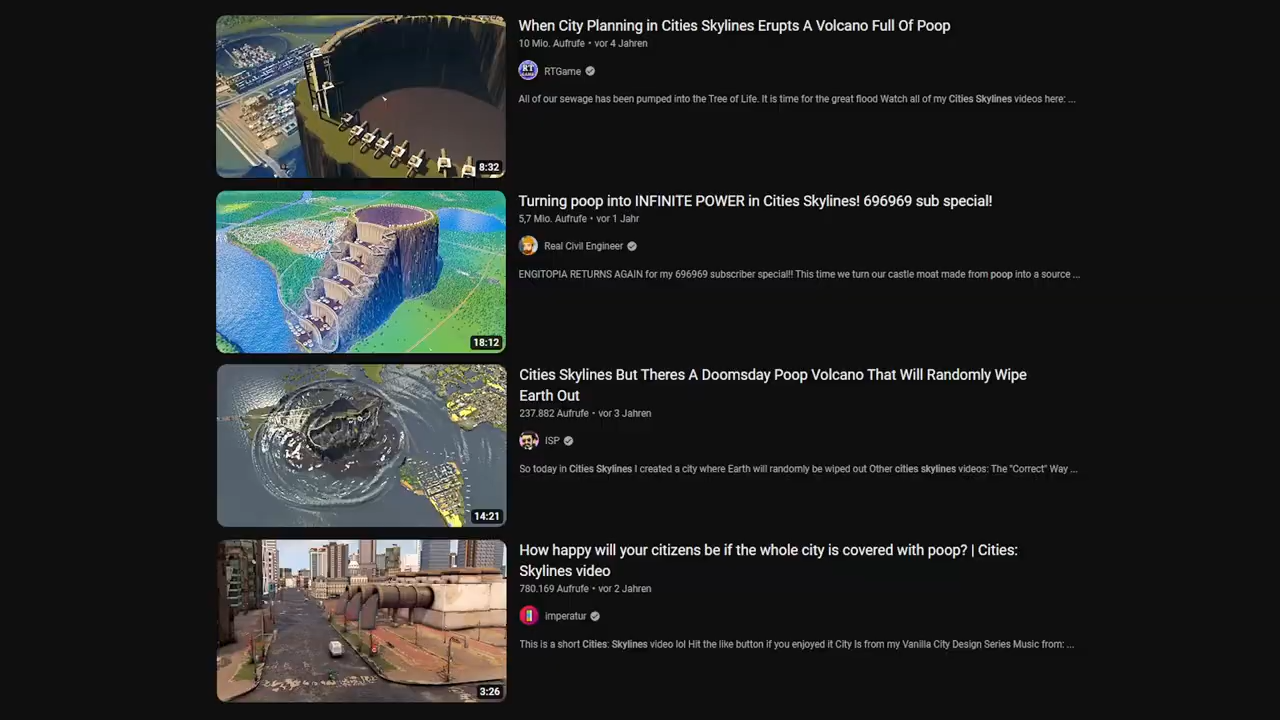 When City Planning in Cities Skylines Erupts A Volcano Full Of Poop
10 Mio. Aufrufe • vor 4 Jahren
RTGame
All of our sewage has been pumped into the Tree of Life. It is time for the great flood Watch all of my Cities Skylines videos here: ...
8:32
Turning poop into INFINITE POWER in Cities Skylines! 696969 sub special!
5,7 Mio. Aufrufe • vor 1 Jahr
Real Civil Engineer
ENGITOPIA RETURNS AGAIN for my 696969 subscriber special!! This time we turn our castle moat made from poop into a source ...
18:12
Cities Skylines But Theres A Doomsday Poop Volcano That Will Randomly Wipe
Earth Out
237.882 Aufrufe • vor 3 Jahren
ISP
So today in Cities Skylines I created a city where Earth will randomly be wiped out Other cities skylines videos: The "Correct" Way ...
14:21
How happy will your citizens be if the whole city is covered with poop? | Cities:
Skylines video
780.169 Aufrufe • vor 2 Jahren
imperatur
This is a short Cities: Skylines video lol Hit the like button if you enjoyed it City Is from my Vanilla City Design Series Music from: ...
3:26